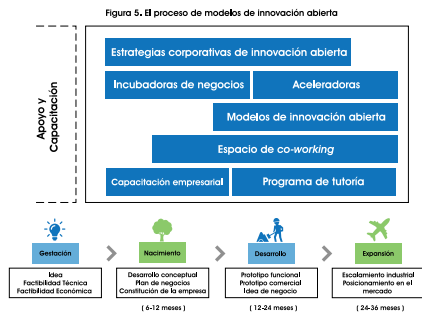 Figura 5. El proceso de modelos de innovación abierta
Apoyo y
Capacitación
Estrategias corporativas de innovación abierta
Incubadoras de negocios
Aceleradoras
Modelos de innovación abierta
Espacio de co-working
Capacitación empresarial
Programa de tutoría
Gestación
Nacimiento
Desarrollo
Expansión
Idea
Factibilidad Técnica
Factibilidad Económica
Desarrollo conceptual
Plan de negocios
Constitución de la empresa
Prototipo funcional
Prototipo comercial
Idea de negocio
Escalamiento industrial
Posicionamiento en el
mercado
( 6-12 meses )
( 12-24 meses )
( 24-36 meses )